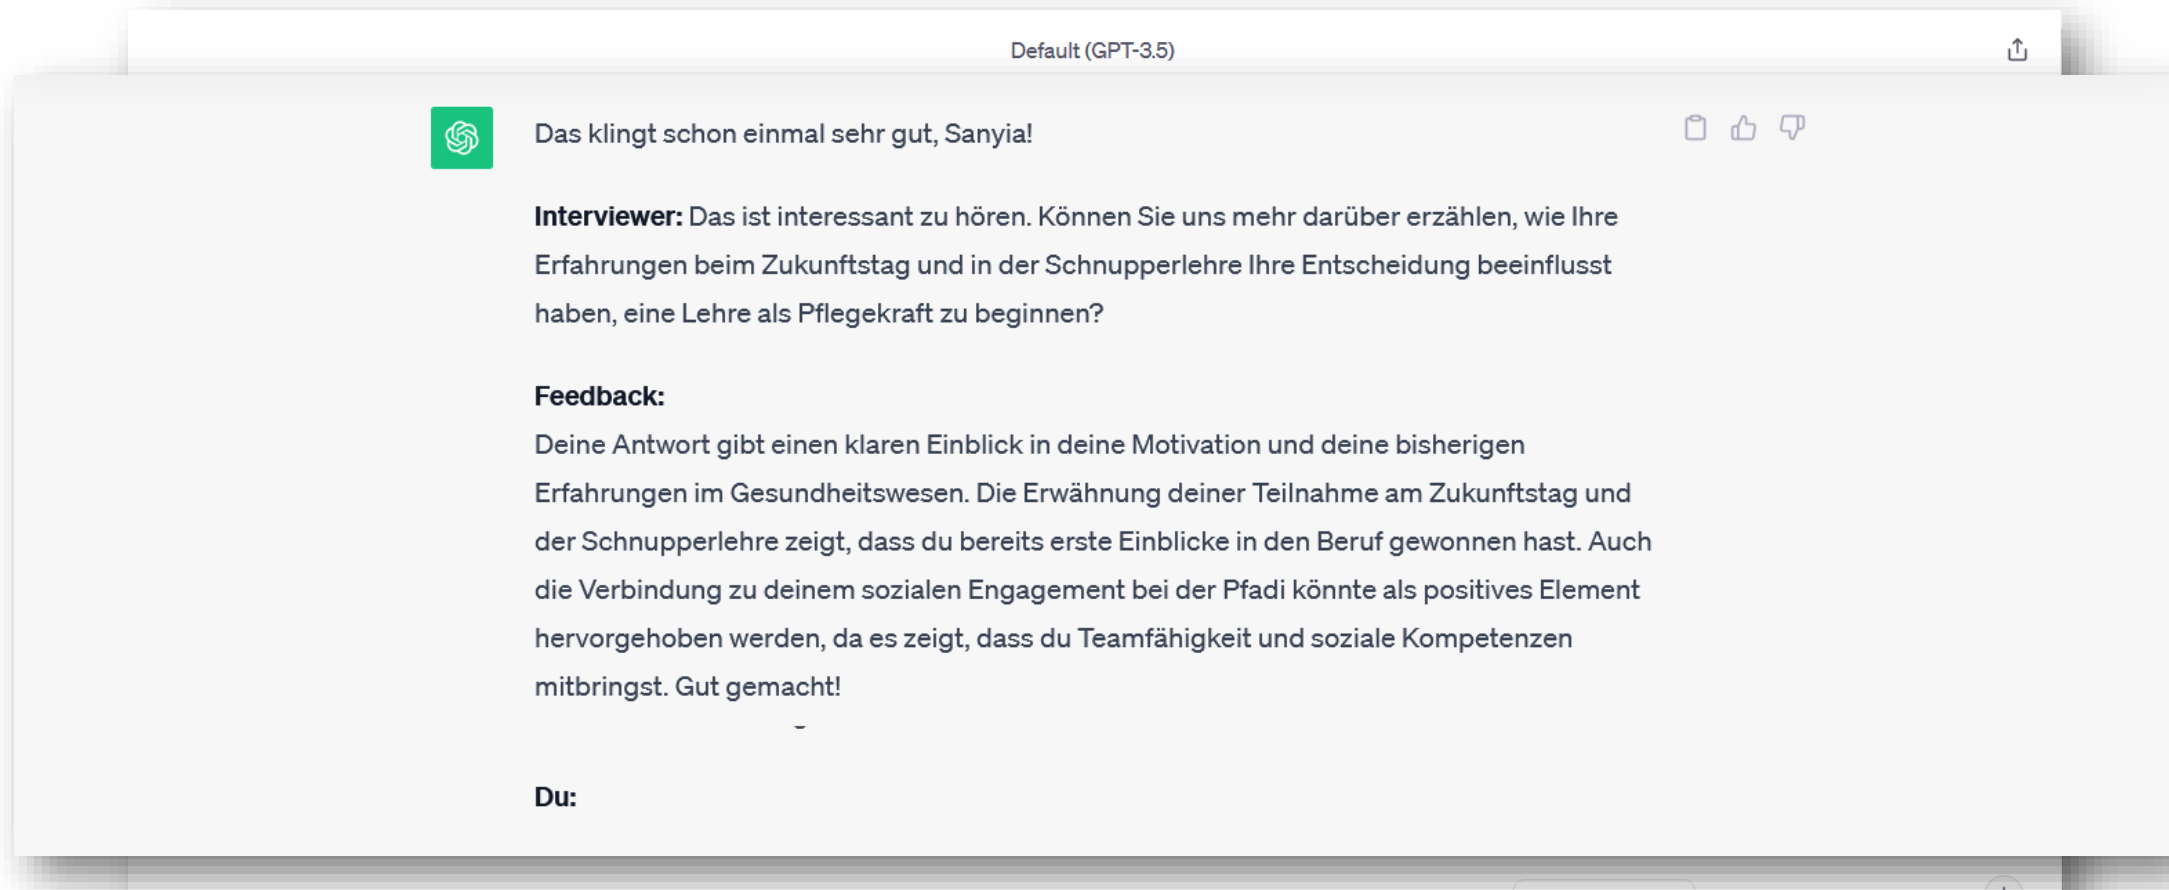 Default (GPT-3.5)
Das klingt schon einmal sehr gut, Sanyia!
Interviewer: Das ist interessant zu hören. Können Sie uns mehr darüber erzählen, wie Ihre
Erfahrungen beim Zukunftstag und in der Schnupperlehre Ihre Entscheidung beeinflusst
haben, eine Lehre als Pflegekraft zu beginnen?
Feedback:
Deine Antwort gibt einen klaren Einblick in deine Motivation und deine bisherigen
Erfahrungen im Gesundheitswesen. Die Erwähnung deiner Teilnahme am Zukunftstag und
der Schnupperlehre zeigt, dass du bereits erste Einblicke in den Beruf gewonnen hast. Auch
die Verbindung zu deinem sozialen Engagement bei der Pfadi könnte als positives Element
hervorgehoben werden, da es zeigt, dass du Teamfähigkeit und soziale Kompetenzen
mitbringst. Gut gemacht!
Du: